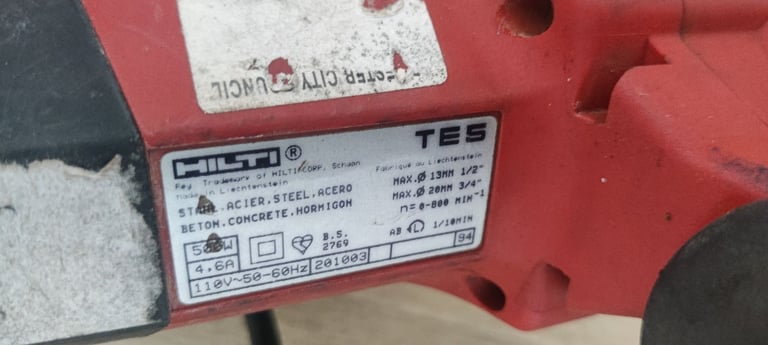 UNCIL
CITY
HILTI ® TE5
Reg. Trademark of HILTI CORP, Schaan
Made in Liechtenstein
Fabriqué au Liechtenstein
STAHL.ACIER,STEEL,ACERO
BETON.CONCRETE,HORMIGON
MAX.Ø 13MM 1/2"
MAX.Ø 20MM 3/4"
n=0-800 MIN-1
500W
B.S.
2769
AB 1/10MIN
4.6A
110V~50-60Hz 201003 94